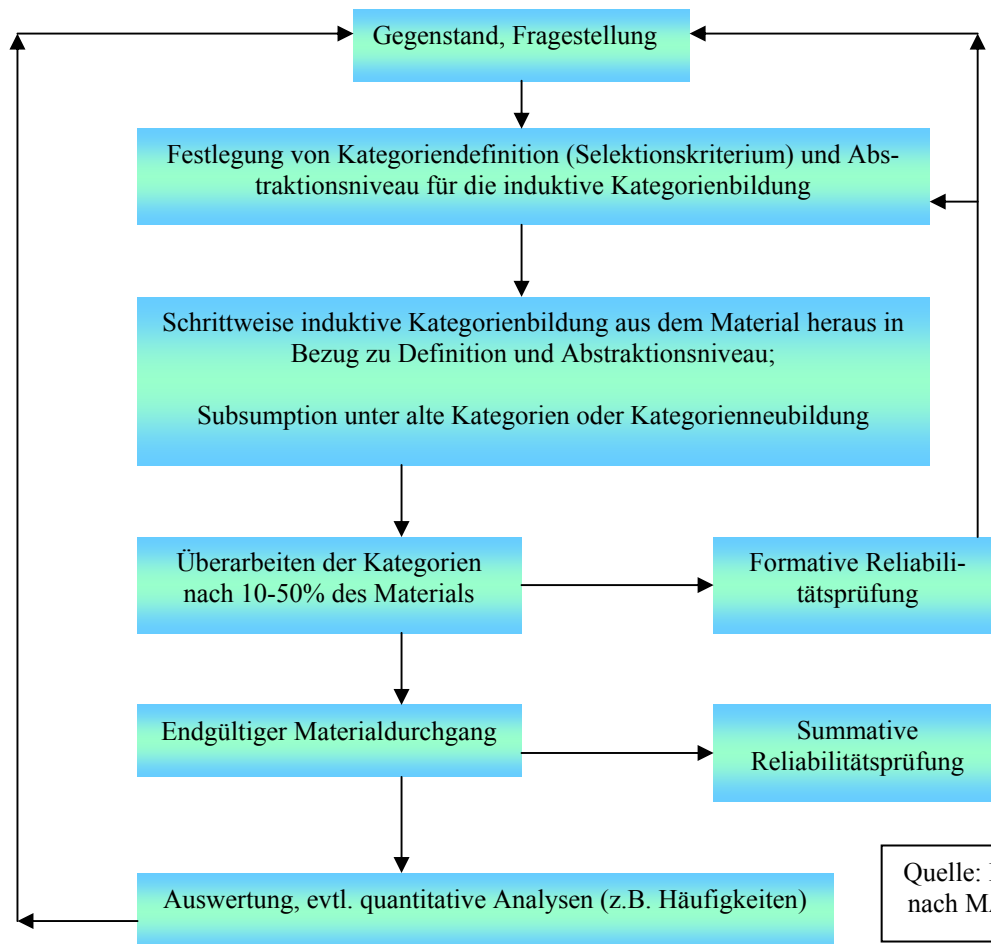 Gegenstand, Fragestellung
Festlegung von Kategoriendefinition (Selektionskriterium) und Abs-
traktionsniveau für die induktive Kategorienbildung
Schrittweise induktive Kategorienbildung aus dem Material heraus in
Bezug zu Definition und Abstraktionsniveau;
Subsumption unter alte Kategorien oder Kategorienneubildung
Überarbeiten der Kategorien
nach 10-50% des Materials
Formative Reliabili-
tätsprüfung
Endgültiger Materialdurchgang
Summative
Reliabilitätsprüfung
Quelle:
nach
Auswertung, evtl. quantitative Analysen (z.B. Häufigkeiten)